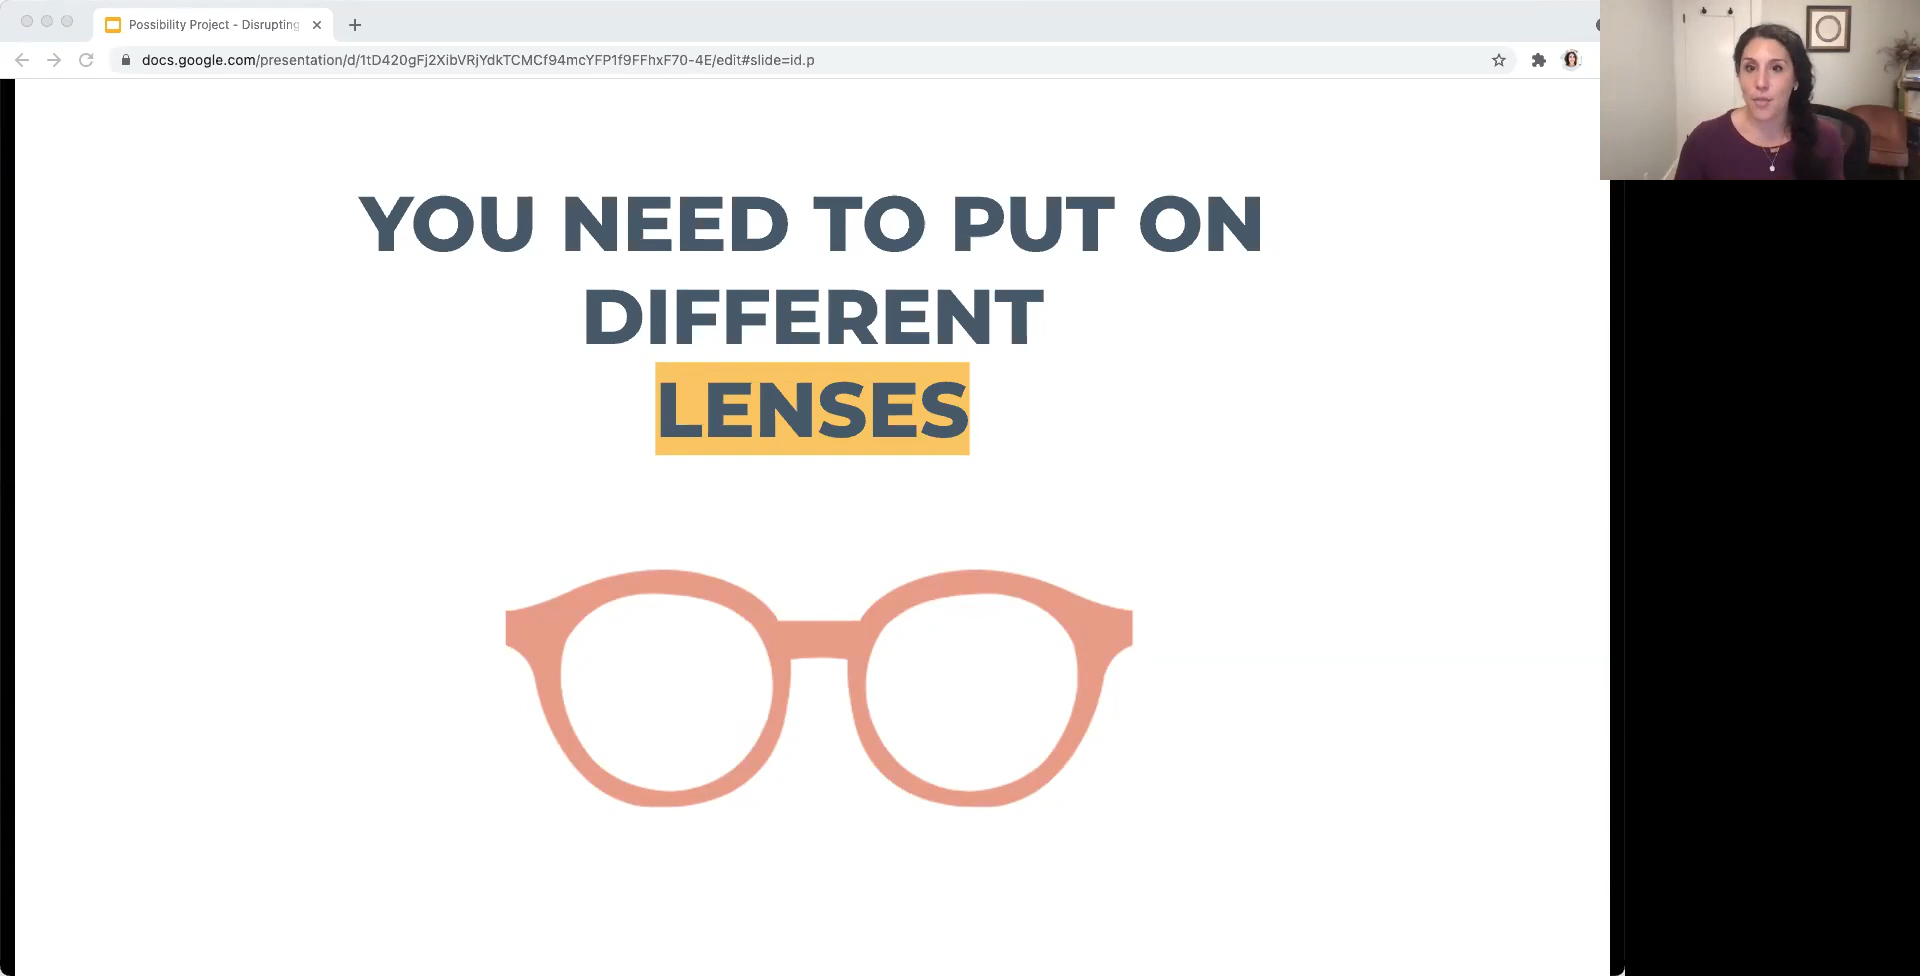 Possibility Project - Disrupting
docs.google.com/presentation/d/1tD420gFj2XibVRjYdkTCMCf94mcYFP1f9FFhxF70-4E/edit#slide=id.p
YOU NEED TO PUT ON
DIFFERENT
LENSES